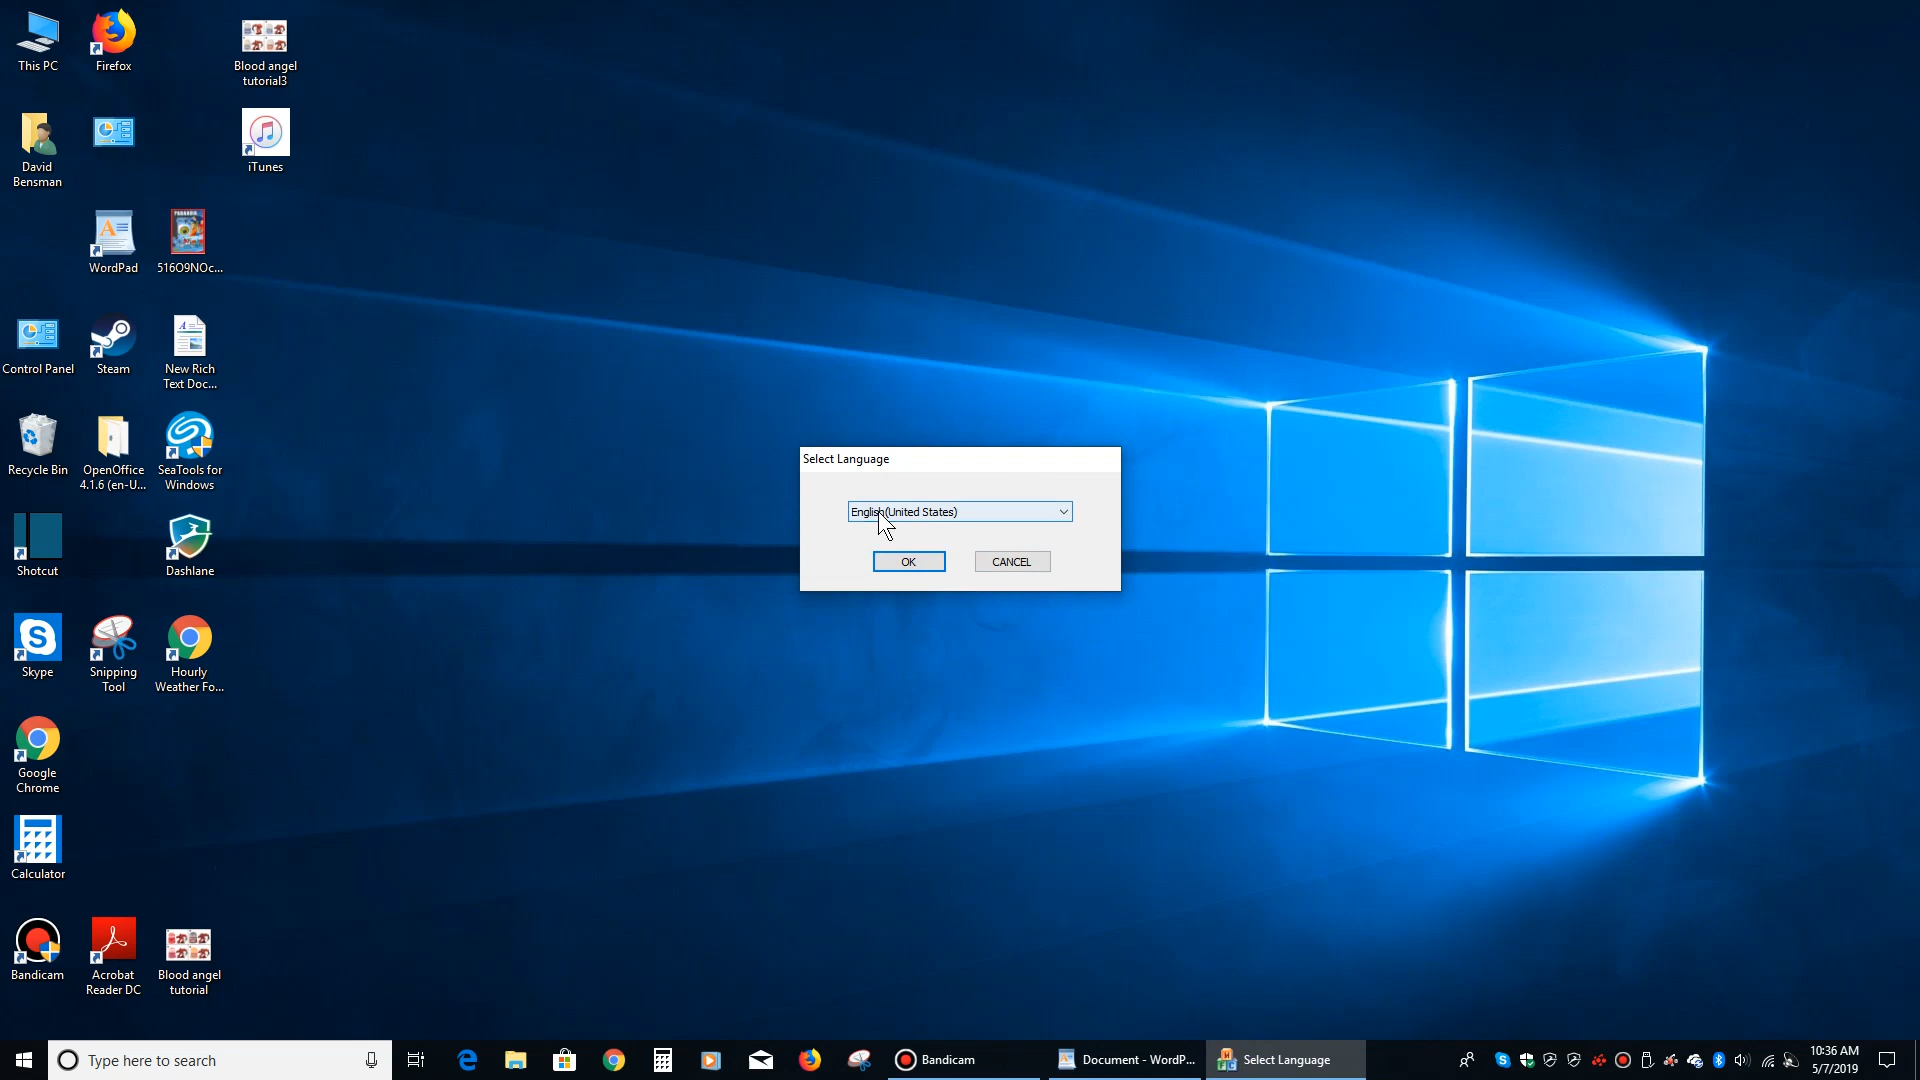 This PC
Firefox
Blood angel
tutorial3
David
Bensman
iTunes
WordPad
516O9NOc...
Control Panel
Steam
New Rich
Text Doc...
Recycle Bin
OpenOffice
4.1.6 (en-U...
SeaTools for
Windows
Shotcut
Dashlane
Skype
Snipping
Tool
Hourly
Weather Fo...
Google
Chrome
Calculator
Bandicam
Acrobat
Reader DC
Blood angel
tutorial
Select Language
English(United States)
OK
CANCEL
Type here to search
Bandicam
Document - WordP...
Select Language
10:36 AM
5/7/2019